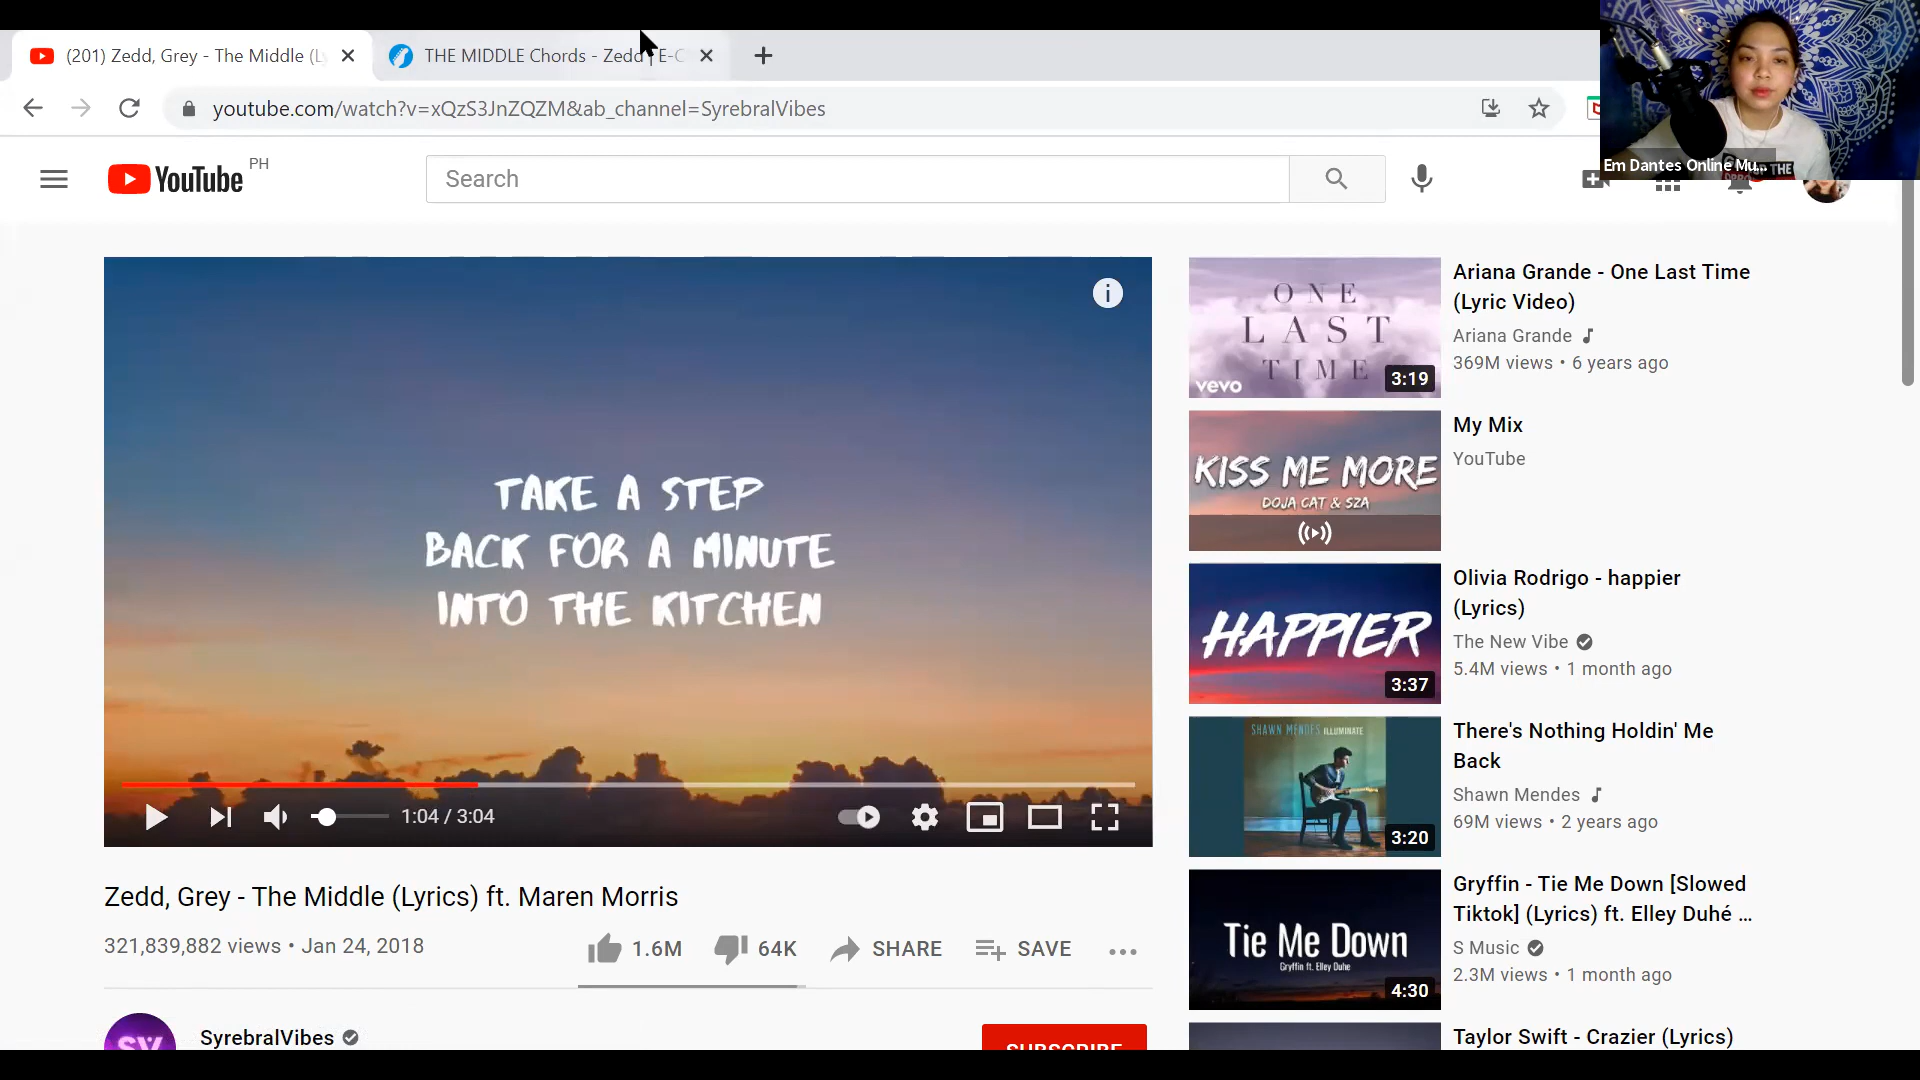 (201) Zedd, Grey - The Middle (L
THE MIDDLE Chords - Zedd | E-C
youtube.com/watch?v=xQzS3JnZQZM&ab_channel=SyrebralVibes
Em Dantes Online Mu...
YouTube PH
Search
TAKE A STEP
BACK FOR A MINUTE
INTO THE KITCHEN
1:04 / 3:04
Zedd, Grey - The Middle (Lyrics) ft. Maren Morris
321,839,882 views • Jan 24, 2018
1.6M
64K
SHARE
SAVE
SY
SyrebralVibes
SUBSCRIBE
ONE
LAST
TIME
vevo
3:19
Ariana Grande - One Last Time
(Lyric Video)
Ariana Grande
369M views • 6 years ago
KISS ME MORE
DOJA CAT & SZA
My Mix
YouTube
HAPPIER
3:37
Olivia Rodrigo - happier
(Lyrics)
The New Vibe
5.4M views • 1 month ago
SHAWN MENDES ILLUMINATE
3:20
There's Nothing Holdin' Me
Back
Shawn Mendes
69M views • 2 years ago
Tie Me Down
Gryffin ft. Elley Duhe
4:30
Gryffin - Tie Me Down [Slowed
Tiktok] (Lyrics) ft. Elley Duhé ...
S Music
2.3M views • 1 month ago
Taylor Swift - Crazier (Lyrics)